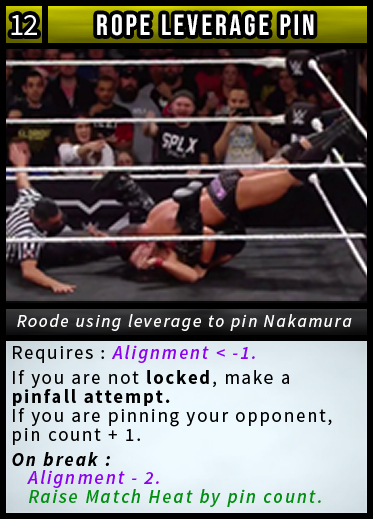 12 ROPE LEVERAGE PIN
SPLX
Roode using leverage to pin Nakamura
Requires : Alignment < -1.
If you are not locked, make a
pinfall attempt.
If you are pinning your opponent,
pin count + 1.
On break :
Alignment - 2.
Raise Match Heat by pin count.